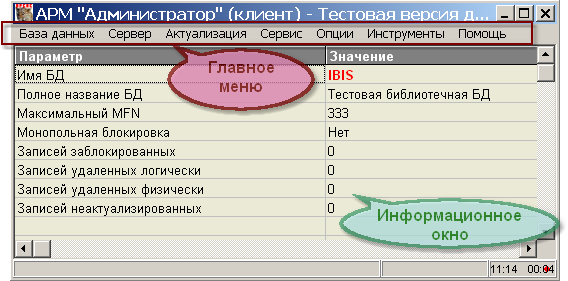 АРМ "Администратор" (клиент) - Тестовая версия д...
База данных Сервер Актуализация Сервис Опции Инструменты Помощь
Параметр Значение
Имя БД IBIS
Полное название БД Тестовая библиотечная БД
Максимальный MFN 333
Монопольная блокировка Нет
Записей заблокированных 0
Записей удаленных логически 0
Записей удаленных физически 0
Записей неактуализированных 0
Главное
меню
Информационное
окно
11:14 00:04